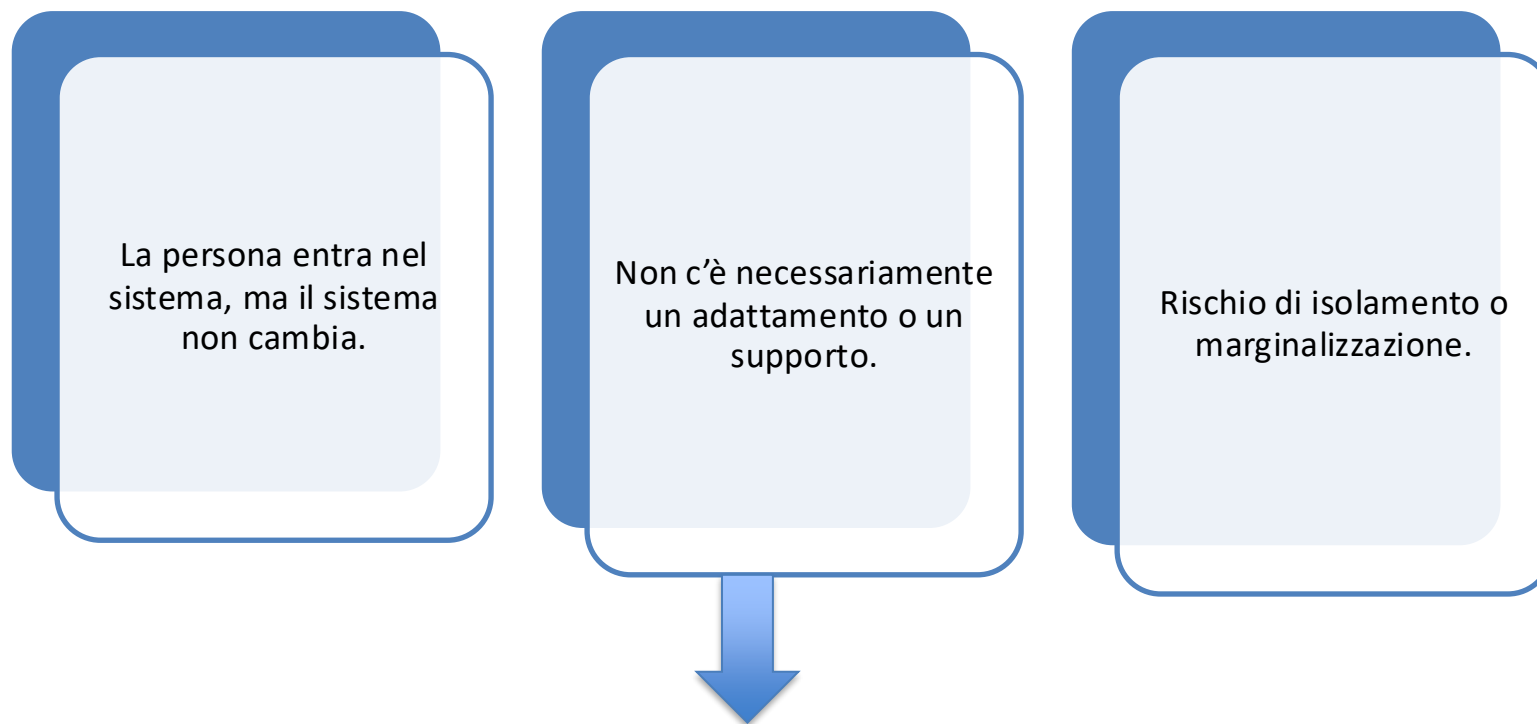 La persona entra nel
sistema, ma il sistema
non cambia.
Non c’è necessariamente
un adattamento o un
supporto.
Rischio di isolamento o
marginalizzazione.